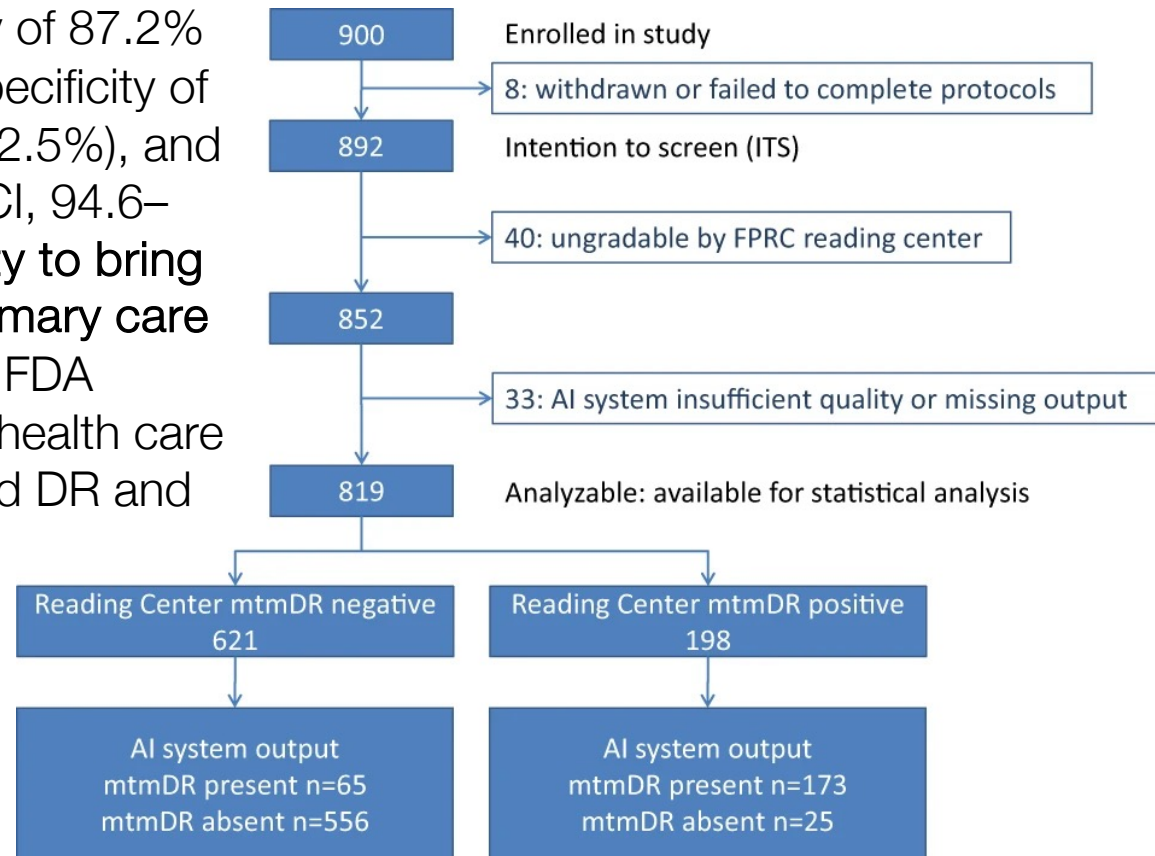 y of 87.2%
pecificity of
2.5%), and
CI, 94.6–
ty to bring
mary care
FDA
health care
d DR and
900
Enrolled in study
8: withdrawn or failed to complete protocols
892
Intention to screen (ITS)
40: ungradable by FPRC reading center
852
33: AI system insufficient quality or missing output
819
Analyzable: available for statistical analysis
Reading Center mtmDR negative
621
Reading Center mtmDR positive
198
AI system output
mtmDR present n=65
mtmDR absent n=556
AI system output
mtmDR present n=173
mtmDR absent n=25